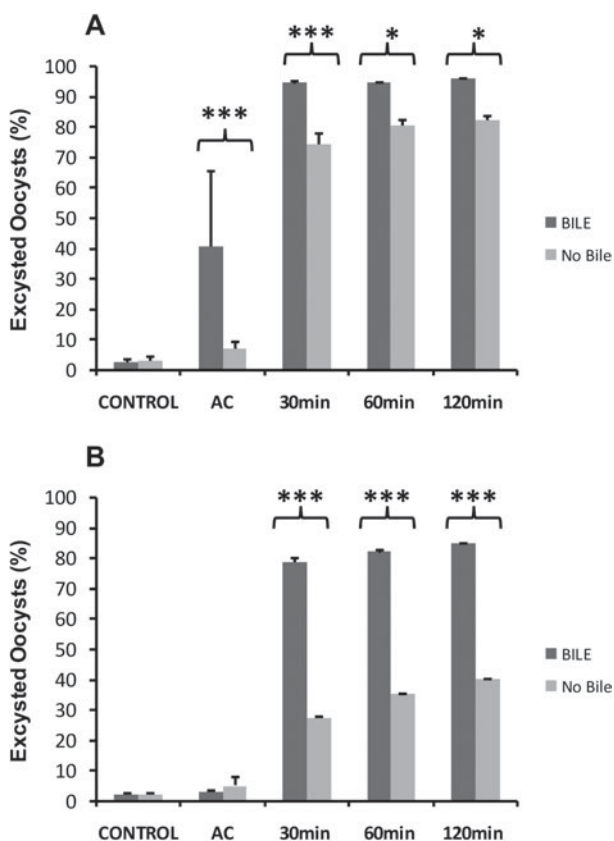 A
*** * *
***
Excysted Oocysts (%)
100
90
80
70
60
50
40
30
20
10
0
CONTROL AC 30min 60min 120min
BILE
No Bile
B
*** *** ***
Excysted Oocysts (%)
100
90
80
70
60
50
40
30
20
10
0
CONTROL AC 30min 60min 120min
BILE
No Bile